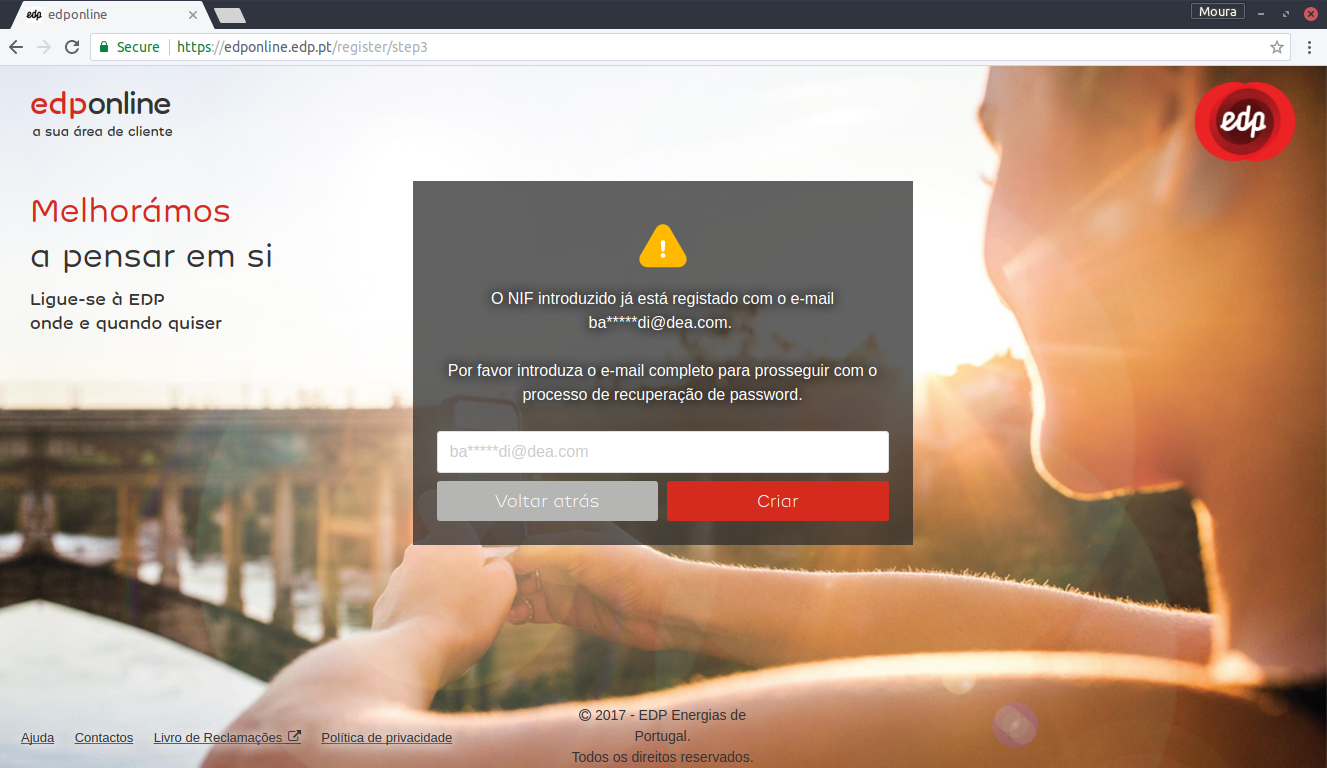 edp edponline
Moura
Secure https://edponline.edp.pt/register/step3
edponline
a sua área de cliente
edp
Melhorámos
a pensar em si
Ligue-se à EDP
onde e quando quiser
O NIF introduzido já está registado com o e-mail
ba*****di@dea.com.
Por favor introduza o e-mail completo para prosseguir com o
processo de recuperação de password.
ba*****di@dea.com
Voltar atrás Criar
Ajuda Contactos Livro de Reclamações Política de privacidade
© 2017 - EDP Energias de
Portugal.
Todos os direitos reservados.